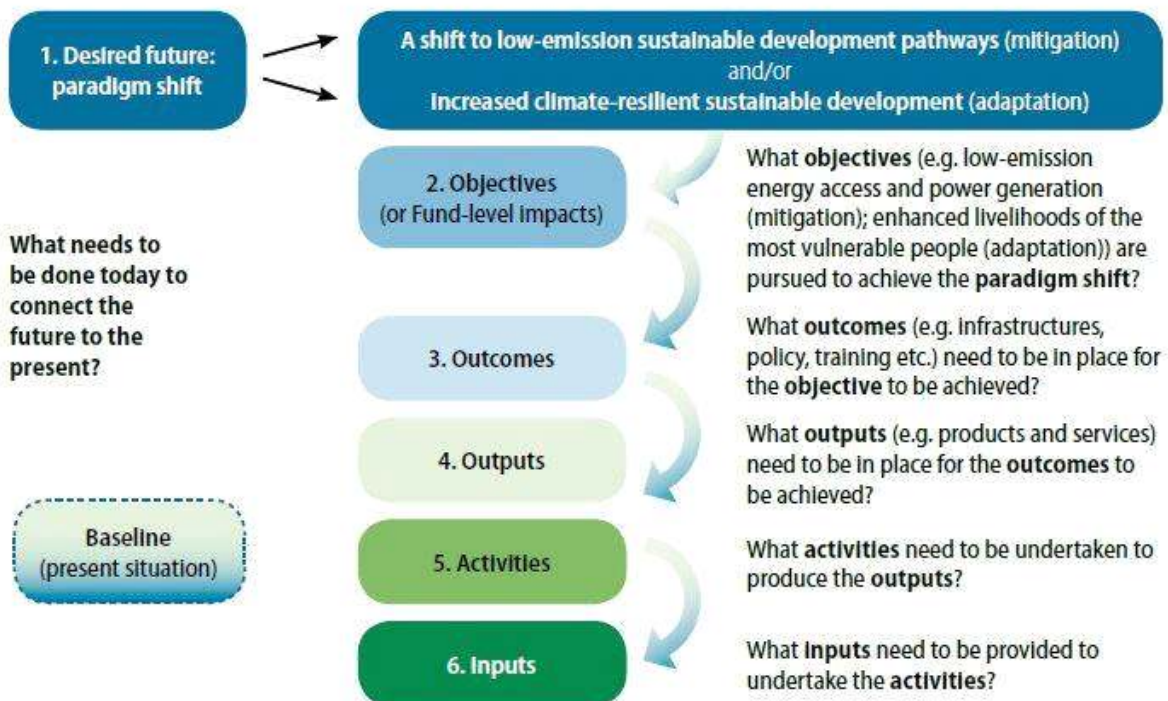 1. Desired future:
paradigm shift
A shift to low-emission sustainable development pathways (mitigation)
and/or
Increased climate-resilient sustainable development (adaptation)
2. Objectives
(or Fund-level impacts)
What objectives (e.g. low-emission
energy access and power generation
(mitigation); enhanced livelihoods of the
most vulnerable people (adaptation)) are
pursued to achieve the paradigm shift?
What needs to
be done today to
connect the
future to the
present?
3. Outcomes
What outcomes (e.g. infrastructures,
policy, training etc.) need to be in place for
the objective to be achieved?
4. Outputs
What outputs (e.g. products and services)
need to be in place for the outcomes to
be achieved?
Baseline
(present situation)
5. Activities
What activities need to be undertaken to
produce the outputs?
6. Inputs
What inputs need to be provided to
undertake the activities?